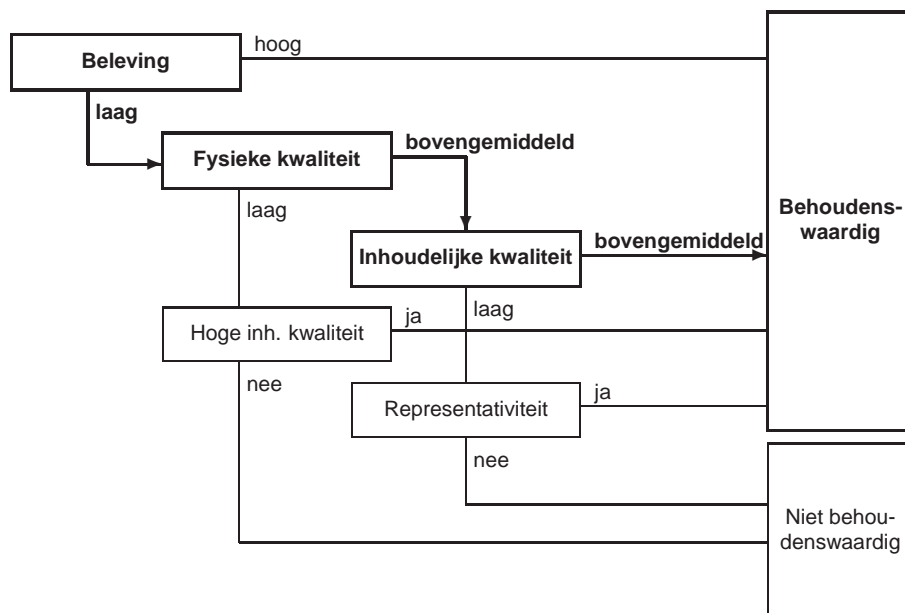 hoog
Beleving
laag
bovengemiddeld
Fysieke kwaliteit
laag
Behoudens-
waardig
bovengemiddeld
Inhoudelijke kwaliteit
laag
ja
Hoge inh. kwaliteit
nee
ja
Representativiteit
nee
Niet behou-
denswaardig